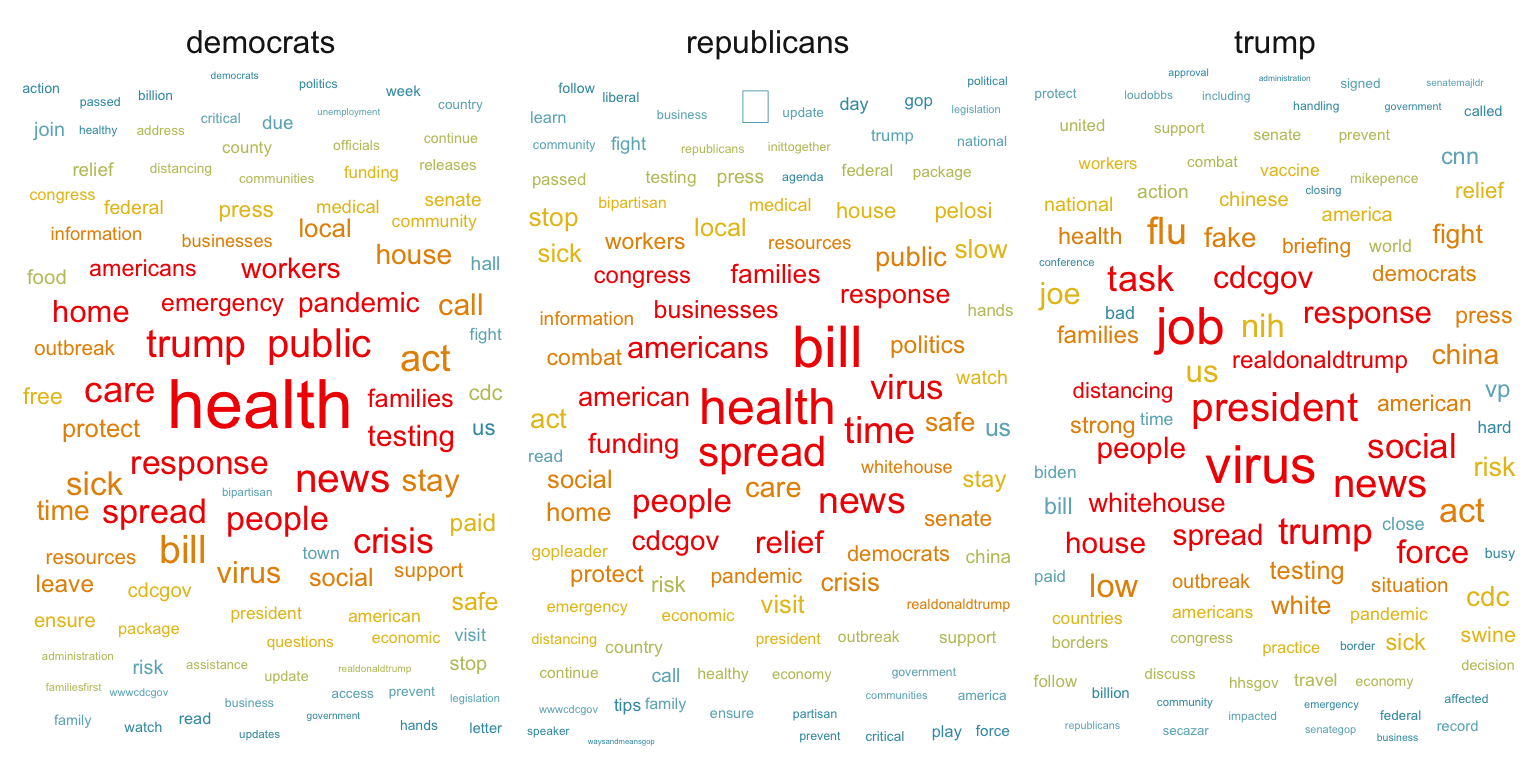 democrats
democrats
action
politics
week
passed
billion
country
join
healthy
address
critical
due
unemployment
county
officials
continue
relief
distancing
communities
funding
releases
congress
federal
press
medical
senate
community
information
businesses
local
house
hall
food
americans
workers
home
emergency
pandemic
call
outbreak
trump
public
act
fight
free
care
health
families
cdc
protect
testing
us
response
sick
bipartisan
news
stay
time
spread
people
crisis
paid
resources
bill
town
leave
cdcgov
virus
social
support
ensure
package
president
american
safe
questions
economic
visit
administration
risk
assistance
update
realdonaldtrump
stop
familiesfirst
wwwcdcgov
business
access
prevent
legislation
family
watch
read
government
hands
letter
updates
republicans
follow
liberal
political
learn
business
update
day
gop
legislation
community
fight
republicans
inittogether
trump
national
passed
testing
press
agenda
federal
package
stop
bipartisan
local
medical
house
pelosi
sick
workers
resources
public
slow
congress
families
response
information
businesses
hands
combat
americans
bill
politics
american
health
virus
watch
act
time
safe
us
read
funding
spread
whitehouse
social
people
care
news
stay
home
senate
gopleader
cdcgov
relief
democrats
china
protect
risk
pandemic
crisis
emergency
economic
visit
realdonaldtrump
distancing
country
president
outbreak
support
continue
call
healthy
economy
government
wwwcdcgov
tips
family
ensure
communities
america
partisan
speaker
waysandmeansgop
prevent
critical
play
force
trump
approval
administration
signed
senatemajldr
protect
loudobbs
including
handling
government
called
united
support
senate
prevent
workers
combat
vaccine
cnn
mikepence
national
action
chinese
closing
relief
america
health
flu
fake
briefing
world
fight
conference
task
cdcgov
democrats
joe
bad
job
nih
response
press
families
realdonaldtrump
china
us
distancing
president
american
vp
strong
time
hard
people
virus
social
biden
news
risk
bill
whitehouse
act
house
spread
trump
close
force
busy
paid
low
outbreak
testing
situation
cdc
countries
americans
white
pandemic
borders
congress
practice
border
sick
swine
decision
follow
discuss
hhsgov
travel
economy
billion
community
emergency
affected
republicans
secazar
impacted
senategop
federal
record
business